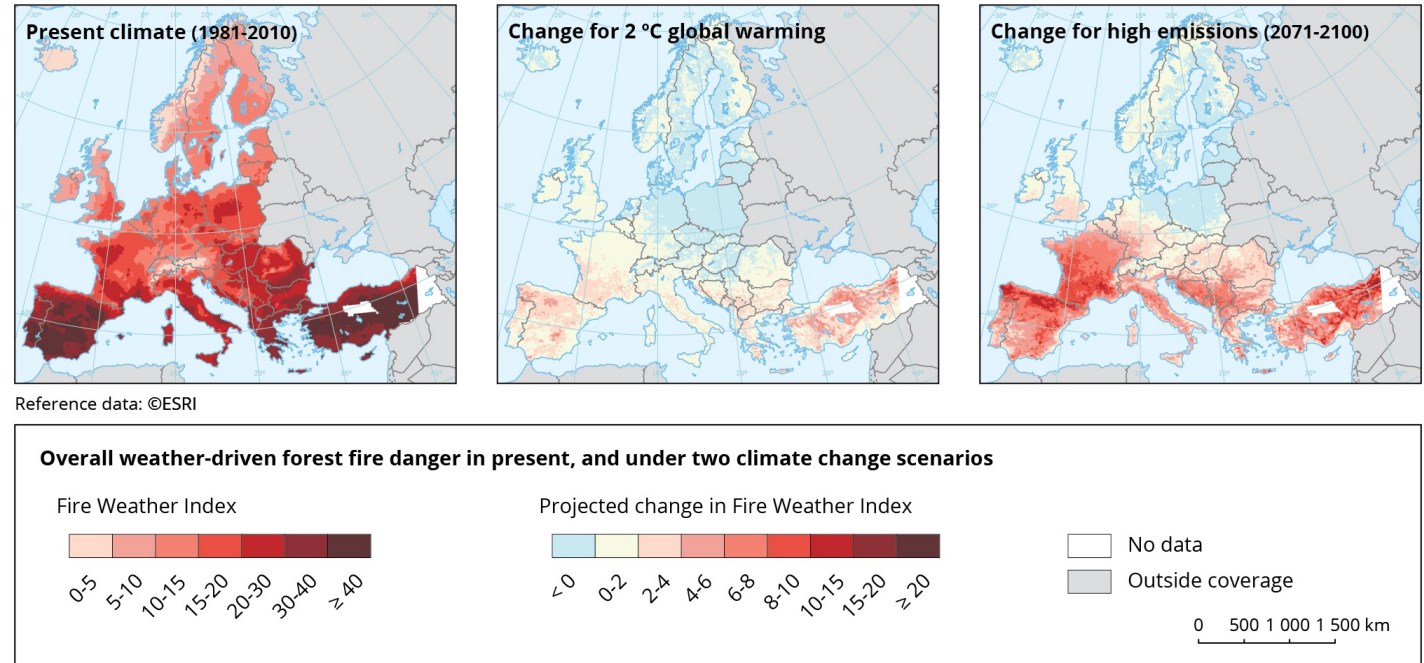 Present climate (1981-2010)
Change for 2 °C global warming
Change for high emissions (2071-2100)
Reference data: ©ESRI
Overall weather-driven forest fire danger in present, and under two climate change scenarios
Fire Weather Index
0-5
5-10
10-15
15-20
20-30
30-40
≥ 40
Projected change in Fire Weather Index
< 0
0-2
2-4
4-6
6-8
8-10
10-15
15-20
≥ 20
No data
Outside coverage
0 500 1 000 1 500 km